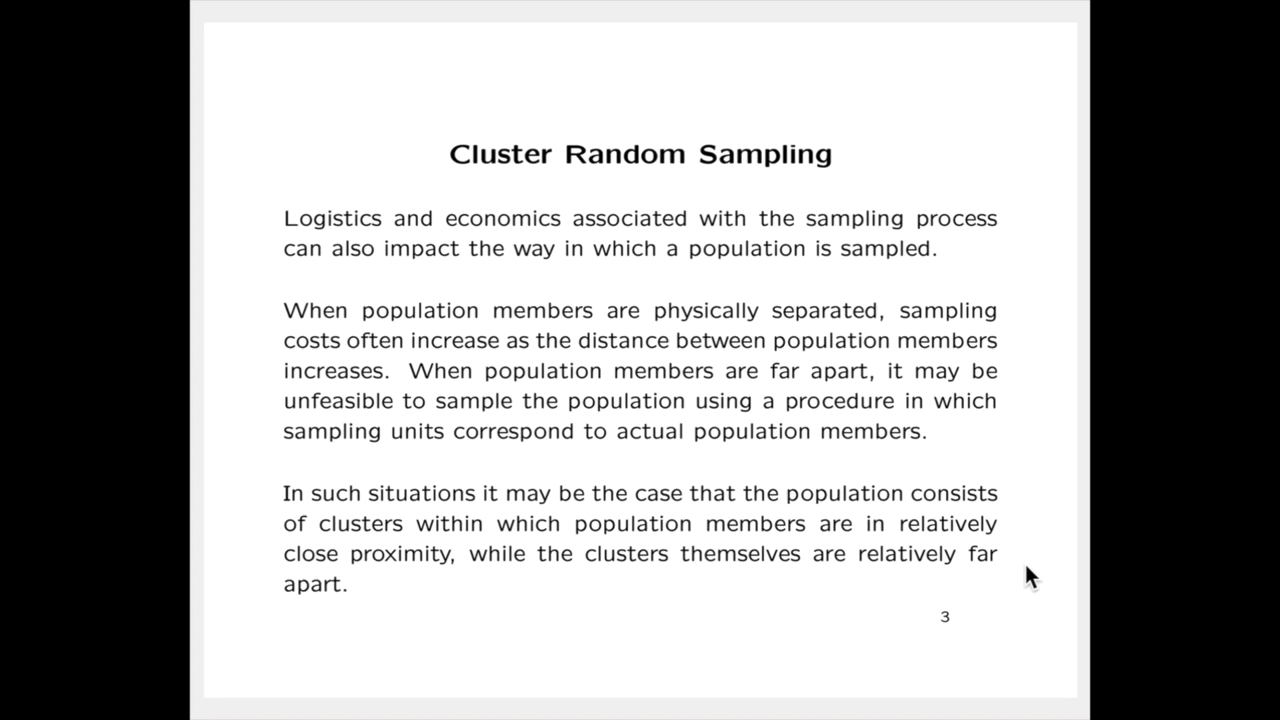 Cluster Random Sampling
Logistics and economics associated with the sampling process
can also impact the way in which a population is sampled.
When population members are physically separated, sampling
costs often increase as the distance between population members
increases. When population members are far apart, it may be
unfeasible to sample the population using a procedure in which
sampling units correspond to actual population members.
In such situations it may be the case that the population consists
of clusters within which population members are in relatively
close proximity, while the clusters themselves are relatively far
apart.
3